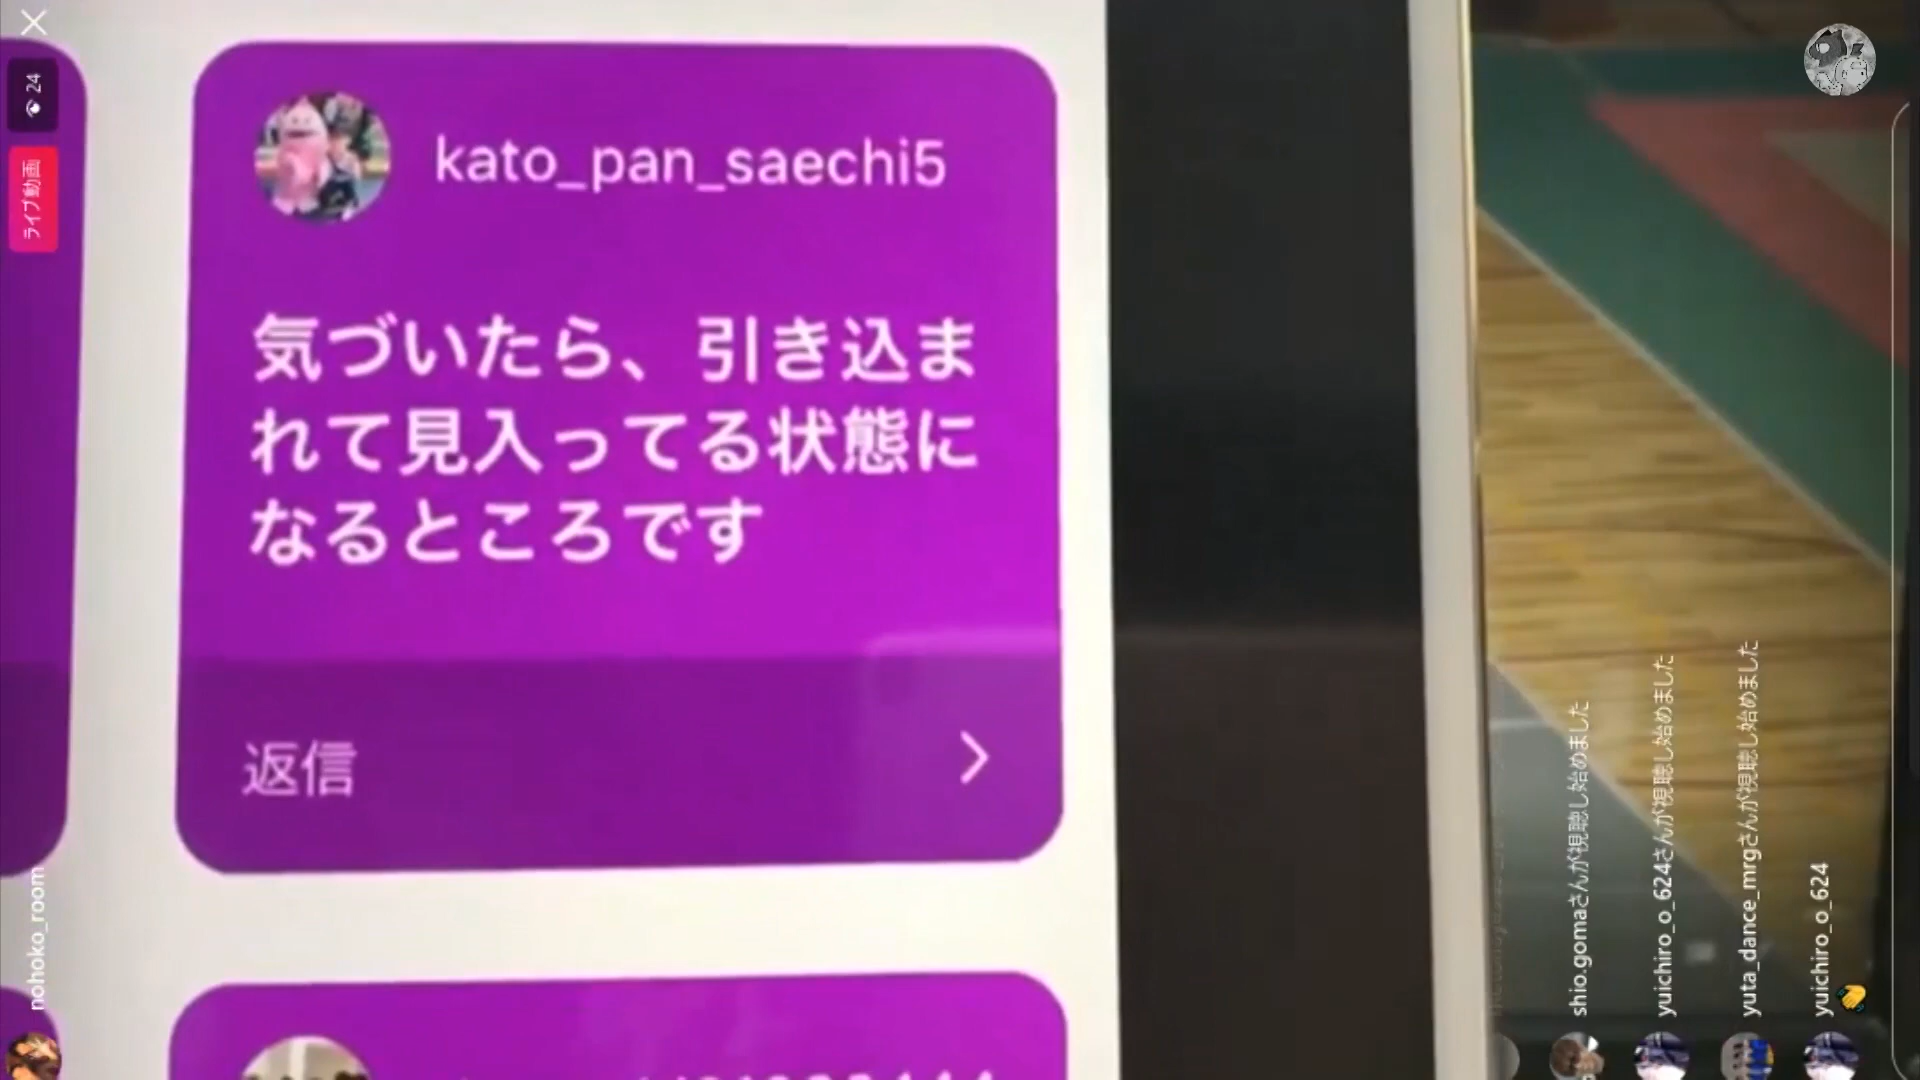 kato_pan_saechi5
気づいたら、引き込ま
れて見入ってる状態に
なるところです
返信
24
ライブ動画
nohoko_room
shio.gomaさんが視聴し始めました
yuichiro_o_624さんが視聴し始めました
yuta_dance_mrgさんが視聴し始めました
yuichiro_o_624